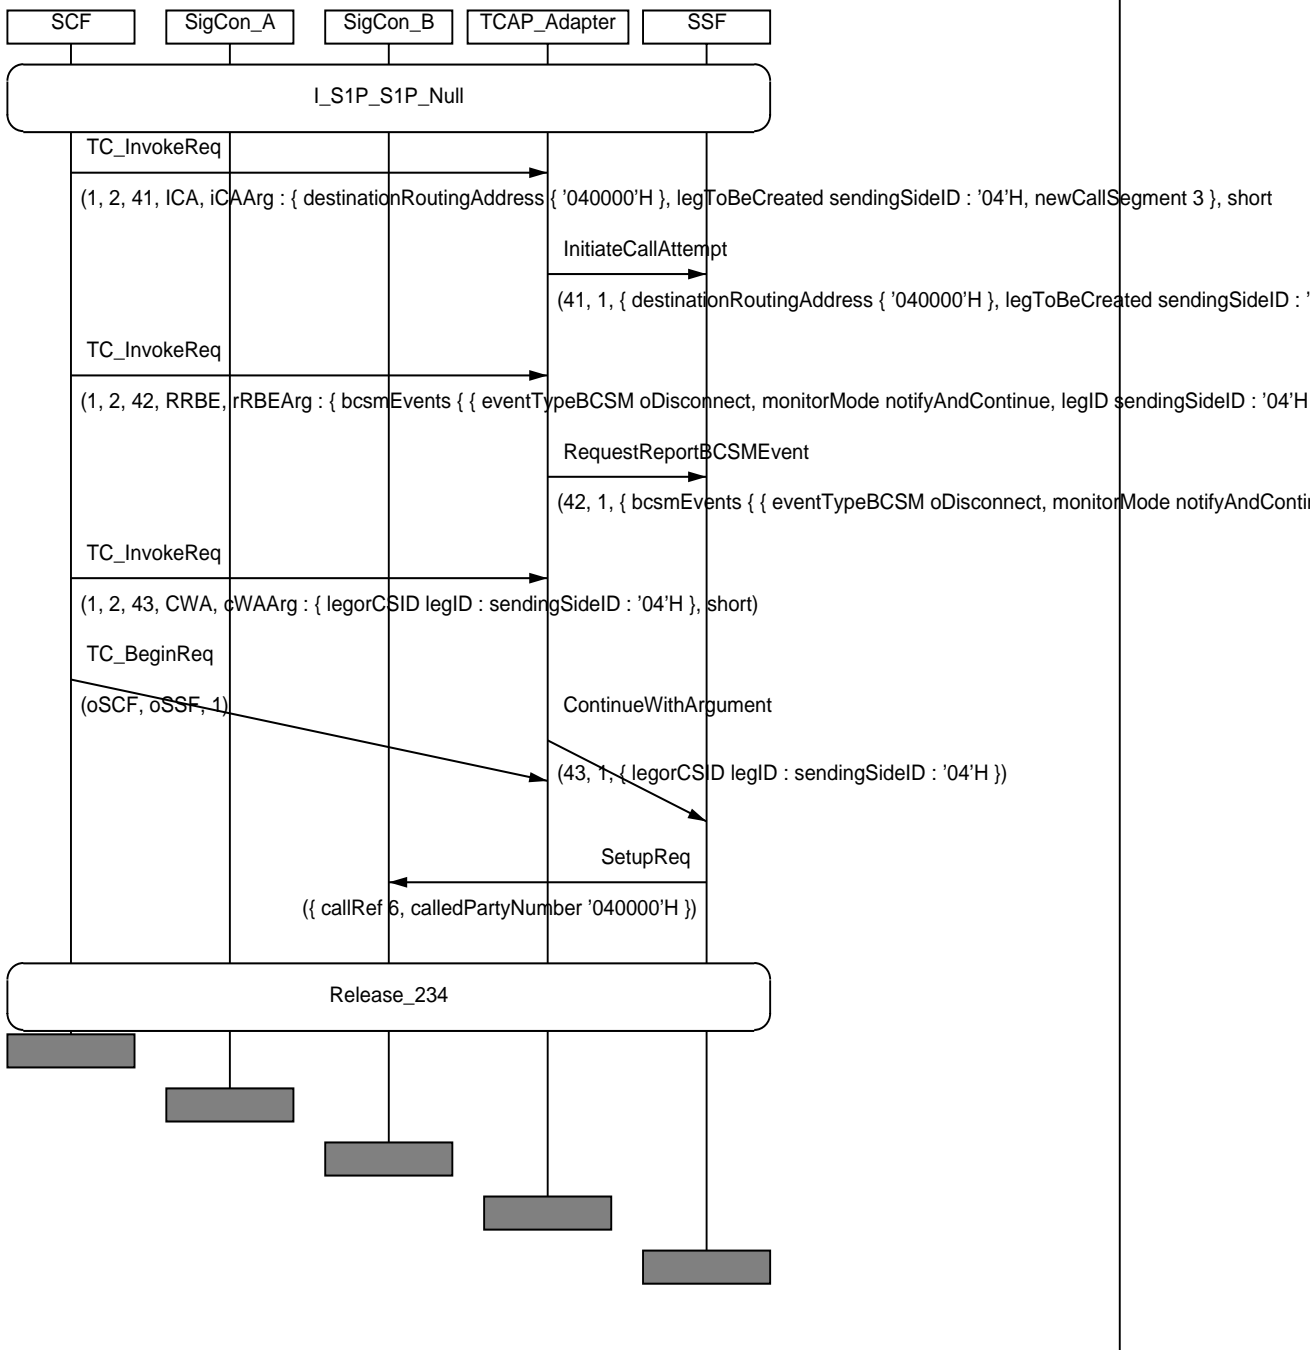 SCF SigCon_A SigCon_B TCAP_Adapter SSF
I_S1P_S1P_Null
TC_InvokeReq
(1, 2, 41, ICA, iCAArg : { destinationRoutingAddress { '040000'H }, legToBeCreated sendingSideID : '04'H, newCallSegment 3 }, short
InitiateCallAttempt
(41, 1, { destinationRoutingAddress { '040000'H }, legToBeCreated sendingSideID : '
TC_InvokeReq
(1, 2, 42, RRBE, rRBEArg : { bcsmEvents { { eventTypeBCSM oDisconnect, monitorMode notifyAndContinue, legID sendingSideID : '04'H
RequestReportBCSMEvent
(42, 1, { bcsmEvents { { eventTypeBCSM oDisconnect, monitorMode notifyAndConti
TC_InvokeReq
(1, 2, 43, CWA, cWAArg : { legorCSID legID : sendingSideID : '04'H }, short)
TC_BeginReq
(oSCF, oSSF, 1)
ContinueWithArgument
(43, 1, { legorCSID legID : sendingSideID : '04'H })
SetupReq
({ callRef 6, calledPartyNumber '040000'H })
Release_234